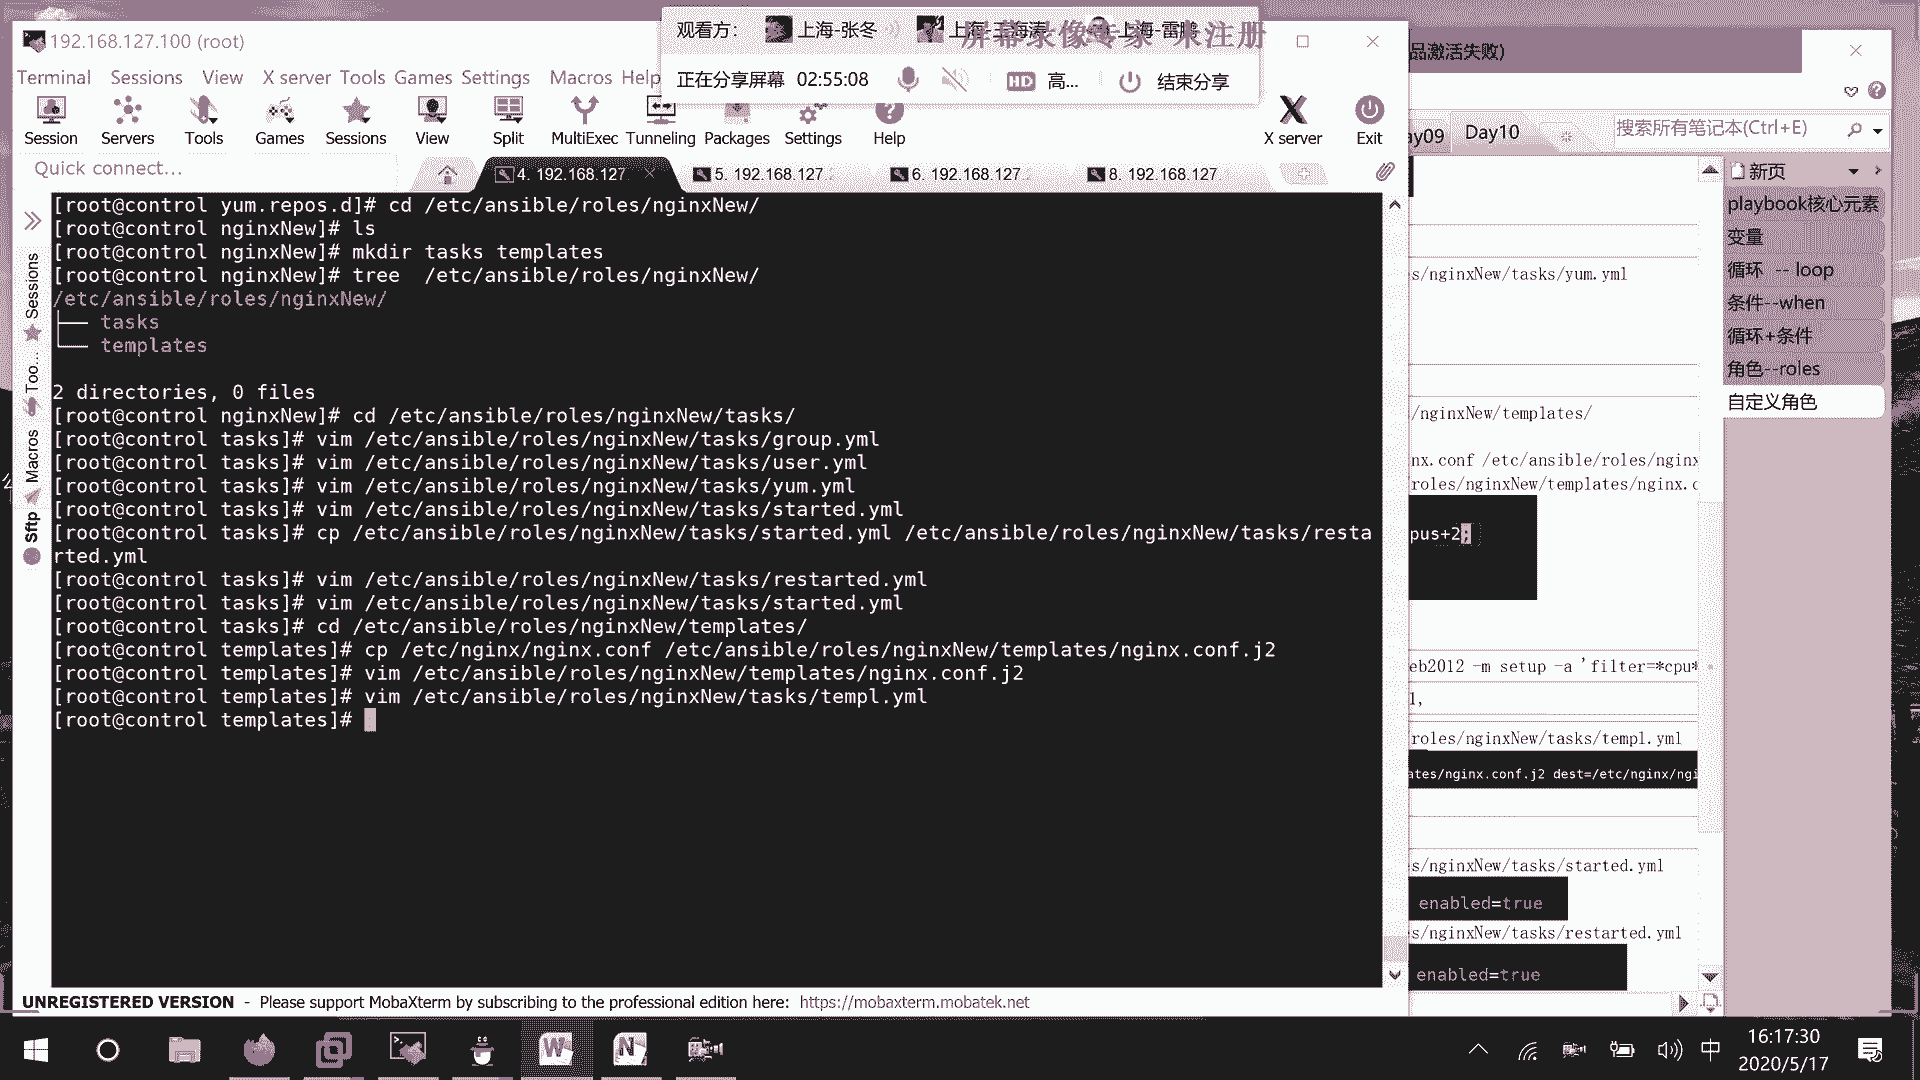 192.168.127.100 (root)
观看方： 上海-张冬 上海-雷鹏
屏幕录像专家 未注册
正在分享屏幕 02:55:08 HD 高... 结束分享
品激活失败)
Terminal Sessions View X server Tools Games Settings Macros Help
Session Servers Tools Games Sessions View Split MultiExec Tunneling Packages Settings Help X server Exit
Quick connect...
4. 192.168.127. 5. 192.168.127. 6. 192.168.127. 8. 192.168.127.
[root@control yum.repos.d]# cd /etc/ansible/roles/nginxNew/
[root@control nginxNew]# ls
[root@control nginxNew]# mkdir tasks templates
[root@control nginxNew]# tree  /etc/ansible/roles/nginxNew/
/etc/ansible/roles/nginxNew/
├── tasks
└── templates
2 directories, 0 files
[root@control nginxNew]# cd /etc/ansible/roles/nginxNew/tasks/
[root@control tasks]# vim /etc/ansible/roles/nginxNew/tasks/group.yml
[root@control tasks]# vim /etc/ansible/roles/nginxNew/tasks/user.yml
[root@control tasks]# vim /etc/ansible/roles/nginxNew/tasks/yum.yml
[root@control tasks]# vim /etc/ansible/roles/nginxNew/tasks/started.yml
[root@control tasks]# cp /etc/ansible/roles/nginxNew/tasks/started.yml /etc/ansible/roles/nginxNew/tasks/resta
rted.yml
[root@control tasks]# vim /etc/ansible/roles/nginxNew/tasks/restarted.yml
[root@control tasks]# vim /etc/ansible/roles/nginxNew/tasks/started.yml
[root@control tasks]# cd /etc/ansible/roles/nginxNew/templates/
[root@control templates]# cp /etc/nginx/nginx.conf /etc/ansible/roles/nginxNew/templates/nginx.conf.j2
[root@control templates]# vim /etc/ansible/roles/nginxNew/templates/nginx.conf.j2
[root@control templates]# vim /etc/ansible/roles/nginxNew/tasks/templ.yml
[root@control templates]#
Sessions
Too...
Macros
Sftp
UNREGISTERED VERSION - Please support MobaXterm by subscribing to the professional edition here: https://mobaxterm.mobatek.net
ay09 Day10 搜索所有笔记本(Ctrl+E)
s/nginxNew/tasks/yum.yml
/nginxNew/templates/
nx.conf /etc/ansible/roles/nginx
roles/nginxNew/templates/nginx.c
pus+2;
eb2012 -m setup -a 'filter=*cpu*
l,
roles/nginxNew/tasks/templ.yml
ates/nginx.conf.j2 dest=/etc/nginx/ngi
s/nginxNew/tasks/started.yml
enabled=true
s/nginxNew/tasks/restarted.yml
enabled=true
新页
playbook核心元素
变量
循环 -- loop
条件--when
循环+条件
角色--roles
自定义角色
中
16:17:30
2020/5/17